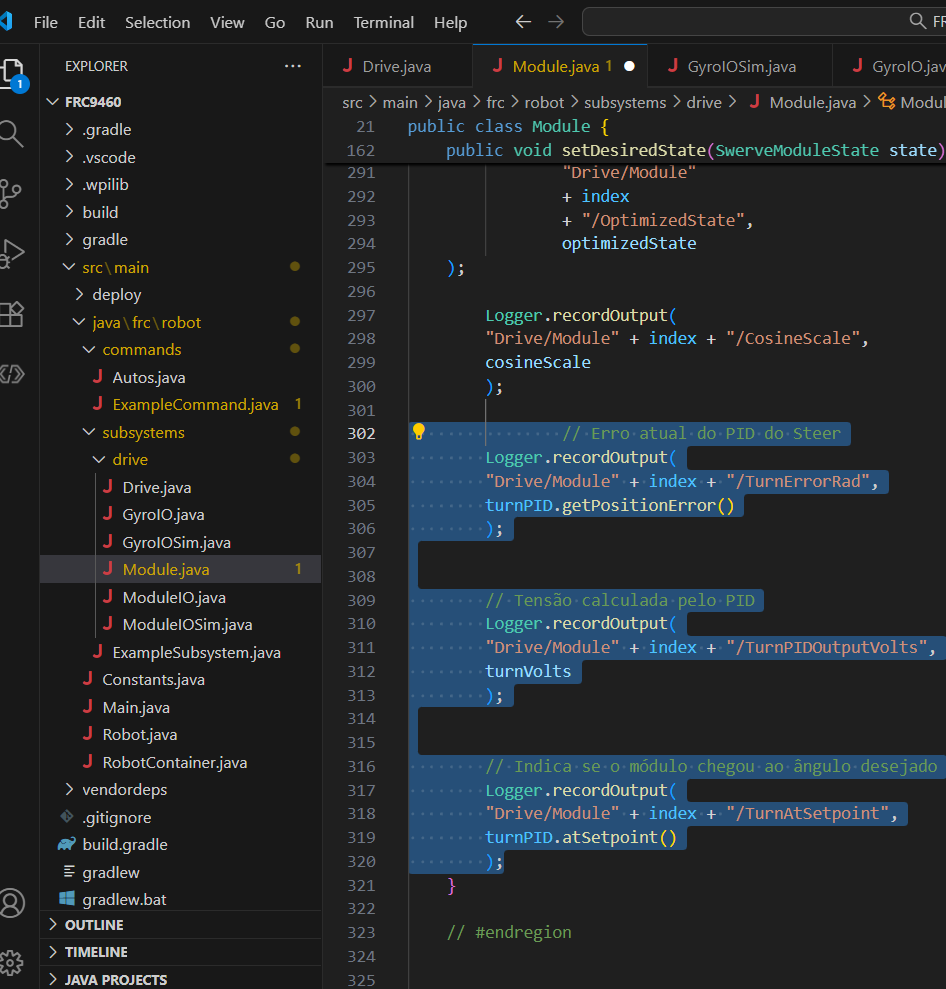 File Edit Selection View Go Run Terminal Help
FR
EXPLORER
Drive.java
Module.java 1
GyroIOSim.java
GyroIO.jav
1
FRC9460
src > main > java > frc > robot > subsystems > drive > Module.java > Modul
.gradle
.vscode
.wpilib
build
gradle
src\main
deploy
java\frc\robot
commands
Autos.java
ExampleCommand.java 1
subsystems
drive
Drive.java
GyroIO.java
GyroIOSim.java
Module.java 1
ModuleIO.java
ModuleIOSim.java
ExampleSubsystem.java
Constants.java
Main.java
Robot.java
RobotContainer.java
vendordeps
.gitignore
build.gradle
gradlew
gradlew.bat
OUTLINE
TIMELINE
JAVA PROJECTS
21 public class Module {
162 public void setDesiredState(SwerveModuleState state)
291 "Drive/Module"
292 + index
293 + "/OptimizedState",
294 optimizedState
295 );
296
297 Logger.recordOutput(
298 "Drive/Module" + index + "/CosineScale",
299 cosineScale
300 );
301
302 // Erro atual do PID do Steer
303 Logger.recordOutput(
304 "Drive/Module" + index + "/TurnErrorRad",
305 turnPID.getPositionError()
306 );
307
308
309 // Tensão calculada pelo PID
310 Logger.recordOutput(
311 "Drive/Module" + index + "/TurnPIDOutputVolts",
312 turnVolts
313 );
314
315
316 // Indica se o módulo chegou ao ângulo desejado
317 Logger.recordOutput(
318 "Drive/Module" + index + "/TurnAtSetpoint",
319 turnPID.atSetpoint()
320 );
321 }
322
323 // #endregion
324
325